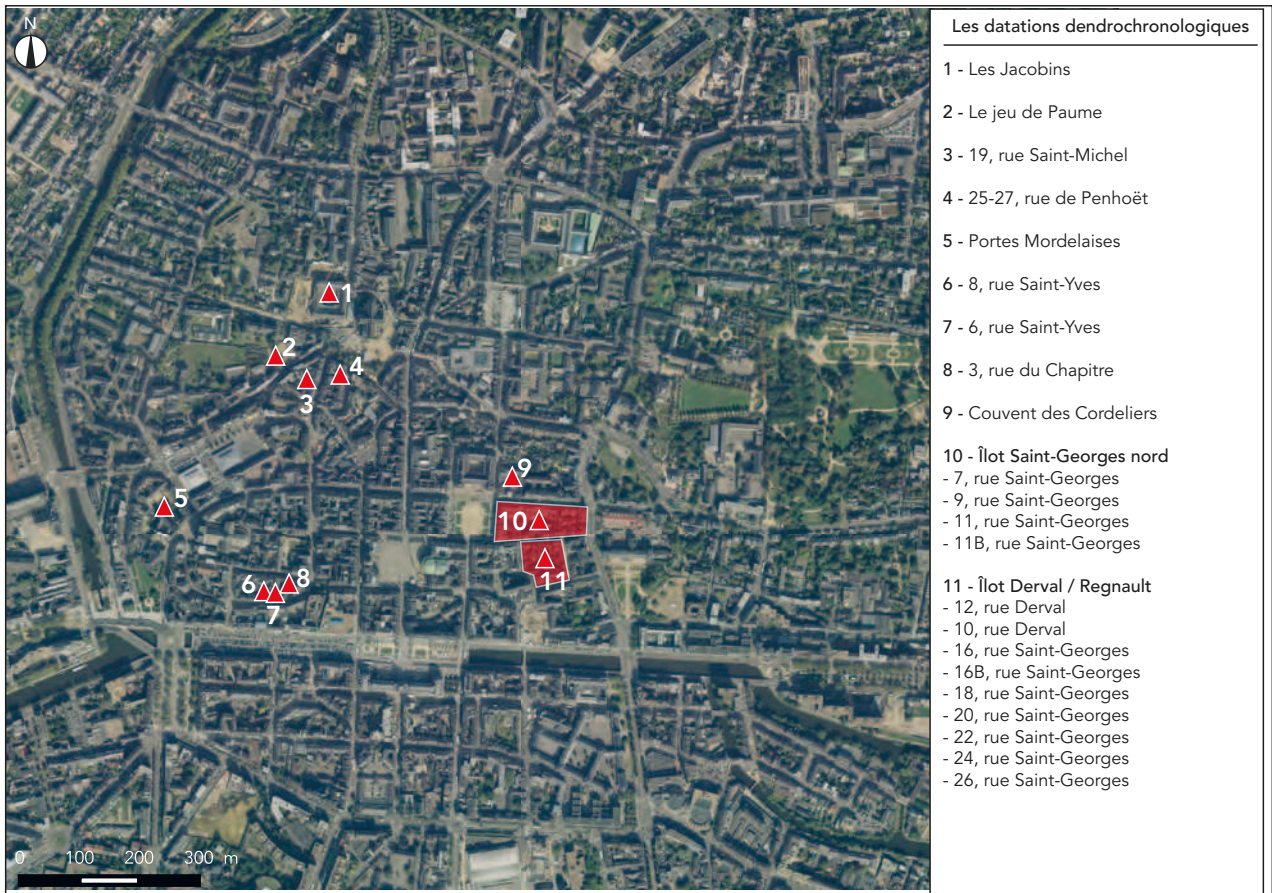 N
1
2
3
4
5
6
7
8
9
10
11
0 100 200 300 m
Les datations dendrochronologiques
1 - Les Jacobins
2 - Le jeu de Paume
3 - 19, rue Saint-Michel
4 - 25-27, rue de Penhoët
5 - Portes Mordelaises
6 - 8, rue Saint-Yves
7 - 6, rue Saint-Yves
8 - 3, rue du Chapitre
9 - Couvent des Cordeliers
10 - Îlot Saint-Georges nord
- 7, rue Saint-Georges
- 9, rue Saint-Georges
- 11, rue Saint-Georges
- 11B, rue Saint-Georges
11 - Îlot Derval / Regnault
- 12, rue Derval
- 10, rue Derval
- 16, rue Saint-Georges
- 16B, rue Saint-Georges
- 18, rue Saint-Georges
- 20, rue Saint-Georges
- 22, rue Saint-Georges
- 24, rue Saint-Georges
- 26, rue Saint-Georges